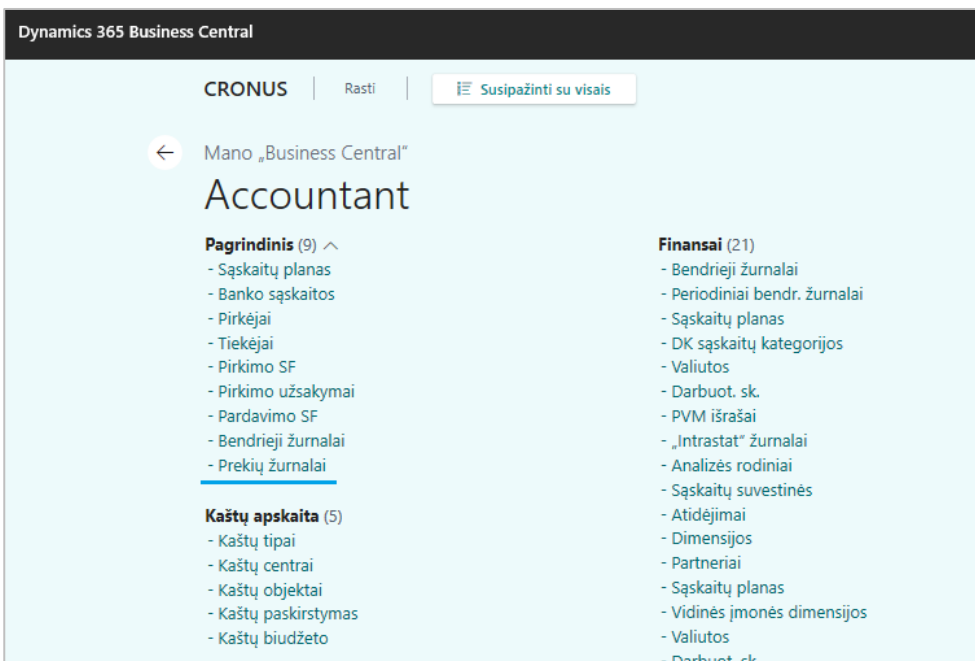 Dynamics 365 Business Central
CRONUS
Rasti
Susipažinti su visais
Mano „Business Central“
Accountant
Pagrindinis (9)
- Sąskaitų planas
- Banko sąskaitos
- Pirkėjai
- Tiekėjai
- Pirkimo SF
- Pirkimo užsakymai
- Pardavimo SF
- Bendrieji žurnalai
- Prekių žurnalai
Kaštų apskaita (5)
- Kaštų tipai
- Kaštų centrai
- Kaštų objektai
- Kaštų paskirstymas
- Kaštų biudžeto
Finansai (21)
- Bendrieji žurnalai
- Periodiniai bendr. žurnalai
- Sąskaitų planas
- DK sąskaitų kategorijos
- Valiutos
- Darbuot. sk.
- PVM išrašai
- „Intrastat“ žurnalai
- Analizės rodiniai
- Sąskaitų suvestinės
- Atidėjimai
- Dimensijos
- Partneriai
- Sąskaitų planas
- Vidinės įmonės dimensijos
- Valiutos
- Darbuot. sk.